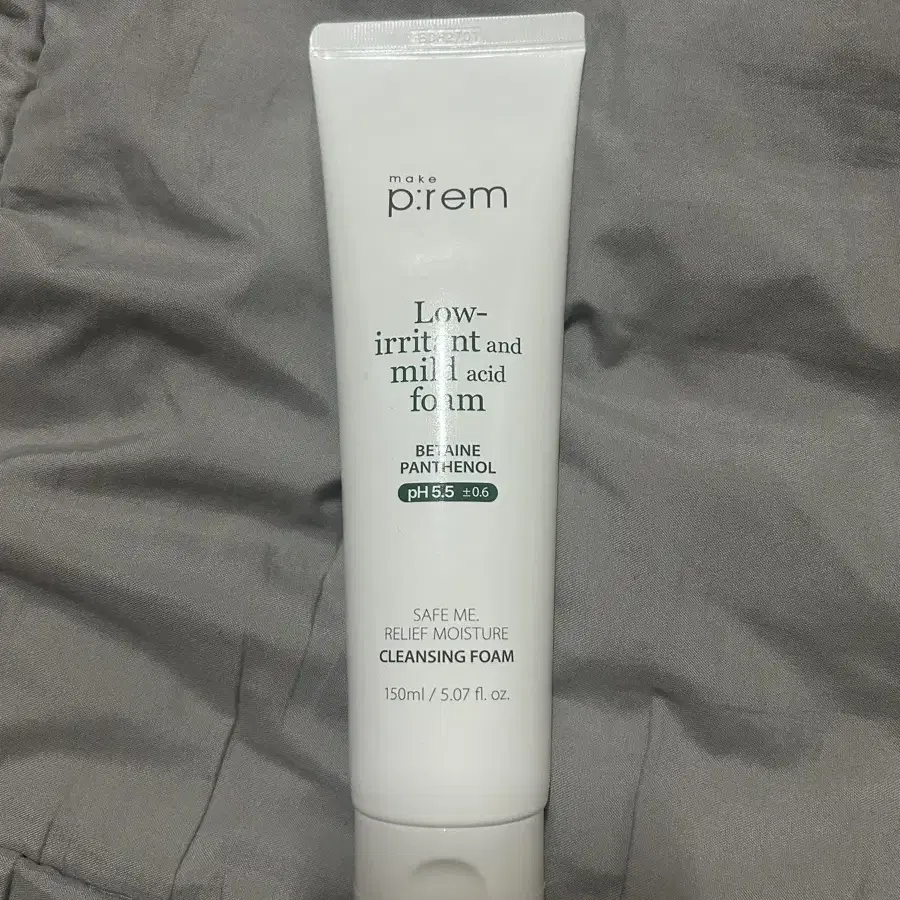 make
p:rem
Low-
irritant and
mild acid
foam
BETAINE
PANTHENOL
pH 5.5 ±0.6
SAFE ME.
RELIEF MOISTURE
CLEANSING FOAM
150ml / 5.07 fl. oz.